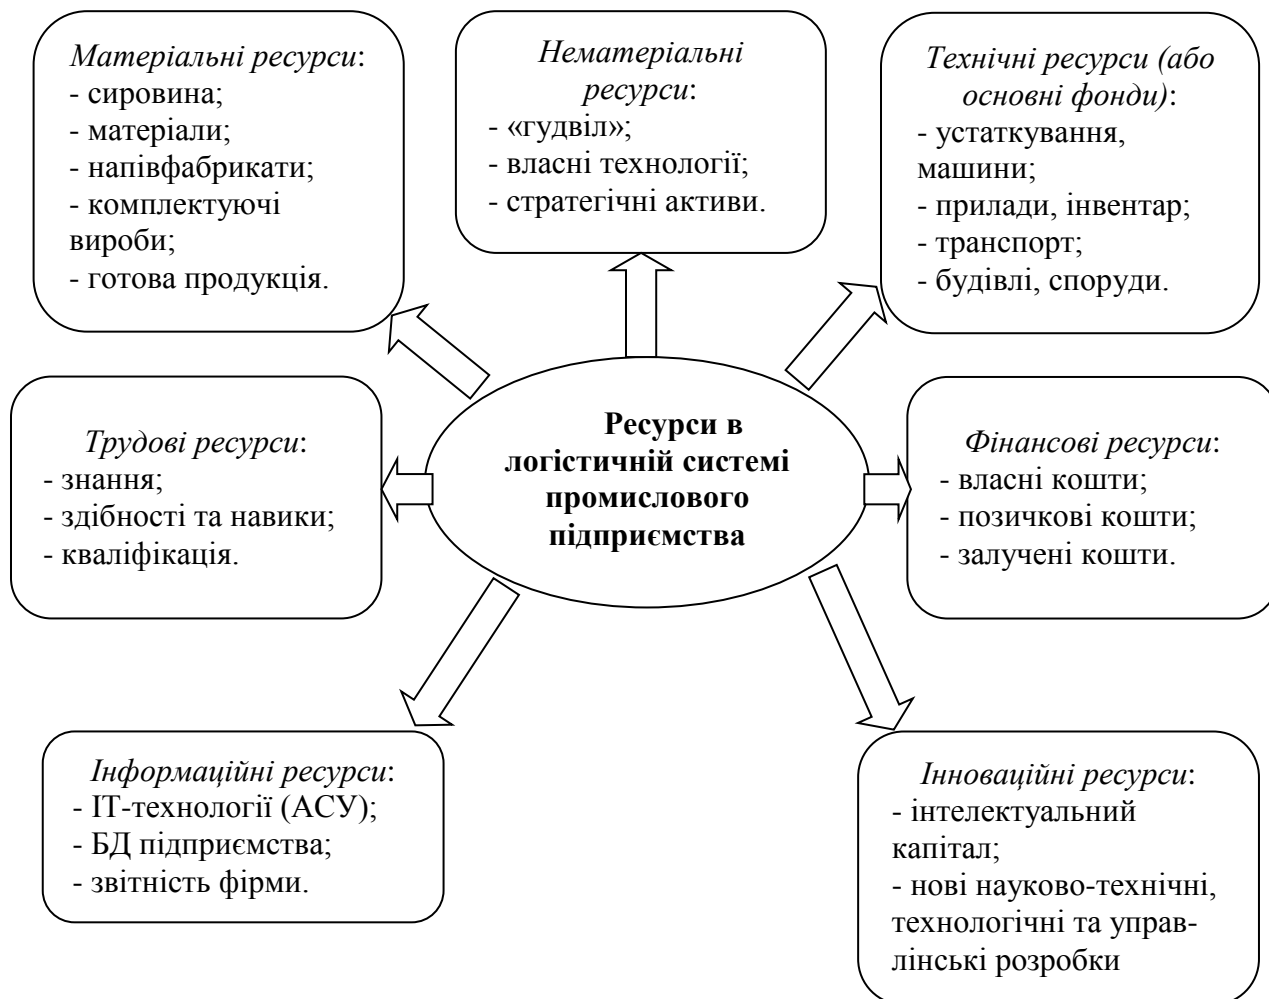 Матеріальні ресурси:
- сировина;
- матеріали;
- напівфабрикати;
- комплектуючі
вироби;
- готова продукція.
Нематеріальні
ресурси:
- «гудвіл»;
- власні технології;
- стратегічні активи.
Технічні ресурси (або
основні фонди):
- устаткування,
машини;
- прилади, інвентар;
- транспорт;
- будівлі, споруди.
Трудові ресурси:
- знання;
- здібності та навики;
- кваліфікація.
Ресурси в
логістичній системі
промислового
підприємства
Фінансові ресурси:
- власні кошти;
- позичкові кошти;
- залучені кошти.
Інформаційні ресурси:
- ІТ-технології (АСУ);
- БД підприємства;
- звітність фірми.
Інноваційні ресурси:
- інтелектуальний
капітал;
- нові науково-технічні,
технологічні та управ-
лінські розробки